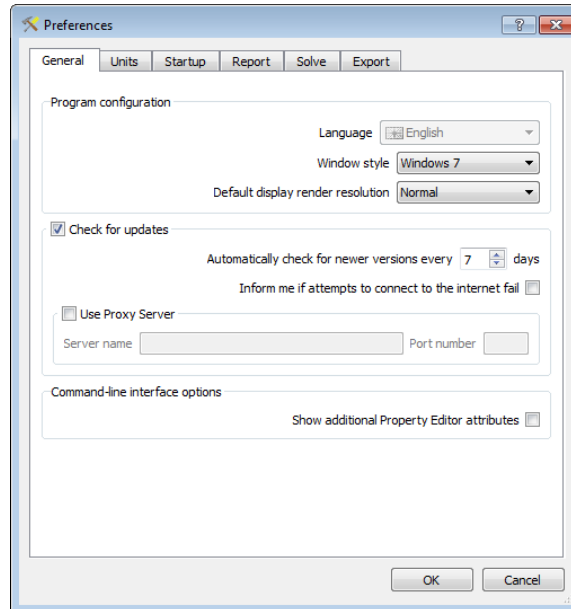 Preferences
General Units Startup Report Solve Export
Program configuration
Language English
Window style Windows 7
Default display render resolution Normal
Check for updates
Automatically check for newer versions every 7 days
Inform me if attempts to connect to the internet fail
Use Proxy Server
Server name Port number
Command-line interface options
Show additional Property Editor attributes
OK Cancel